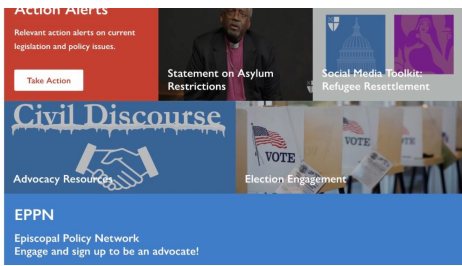 Action Alerts
Relevant action alerts on current
legislation and policy issues.
Take Action
Statement on Asylum
Restrictions
Social Media Toolkit:
Refugee Resettlement
Civil Discourse
Advocacy Resources
VOTE
VOTE
VOTE
Election Engagement
EPPN
Episcopal Policy Network
Engage and sign up to be an advocate!